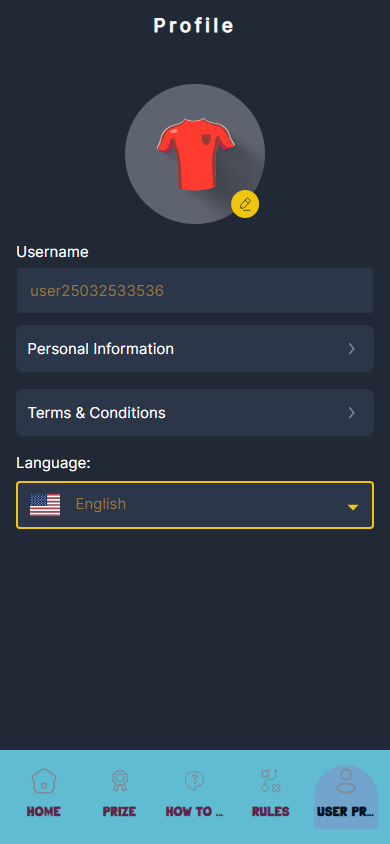 Profile
Username
user25032533536
Personal Information
Terms & Conditions
Language:
English
HOME
PRIZE
HOW TO ...
RULES
USER PR...